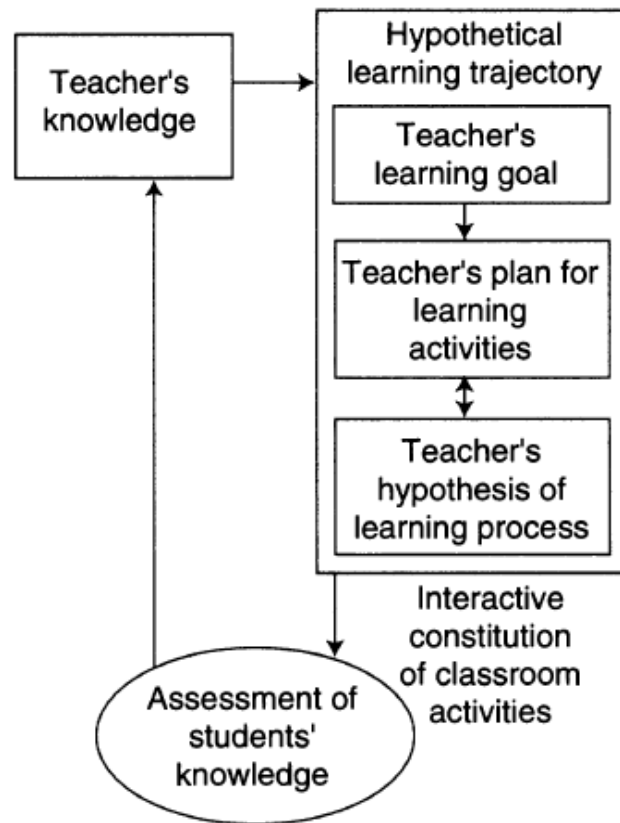 Teacher's
knowledge
Hypothetical
learning trajectory
Teacher's
learning goal
Teacher's plan for
learning
activities
Teacher's
hypothesis of
learning process
Interactive
constitution
of classroom
activities
Assessment of
students'
knowledge